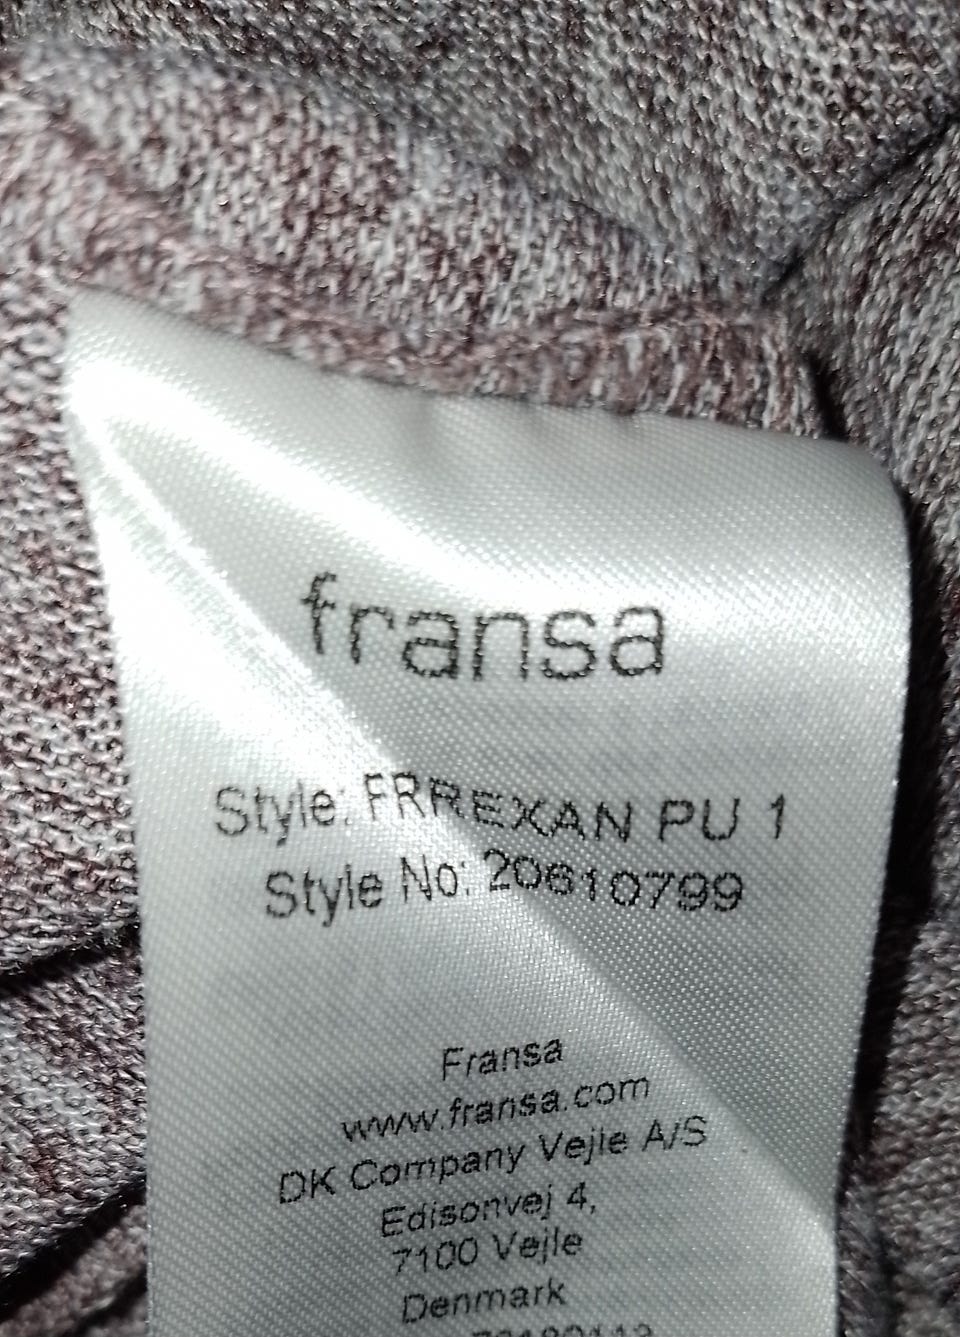 fransa
Style: FRREXAN PU 1
Style No: 20610799
Fransa
www.fransa.com
DK Company Vejle A/S
Edisonvej 4,
7100 Vejle
Denmark